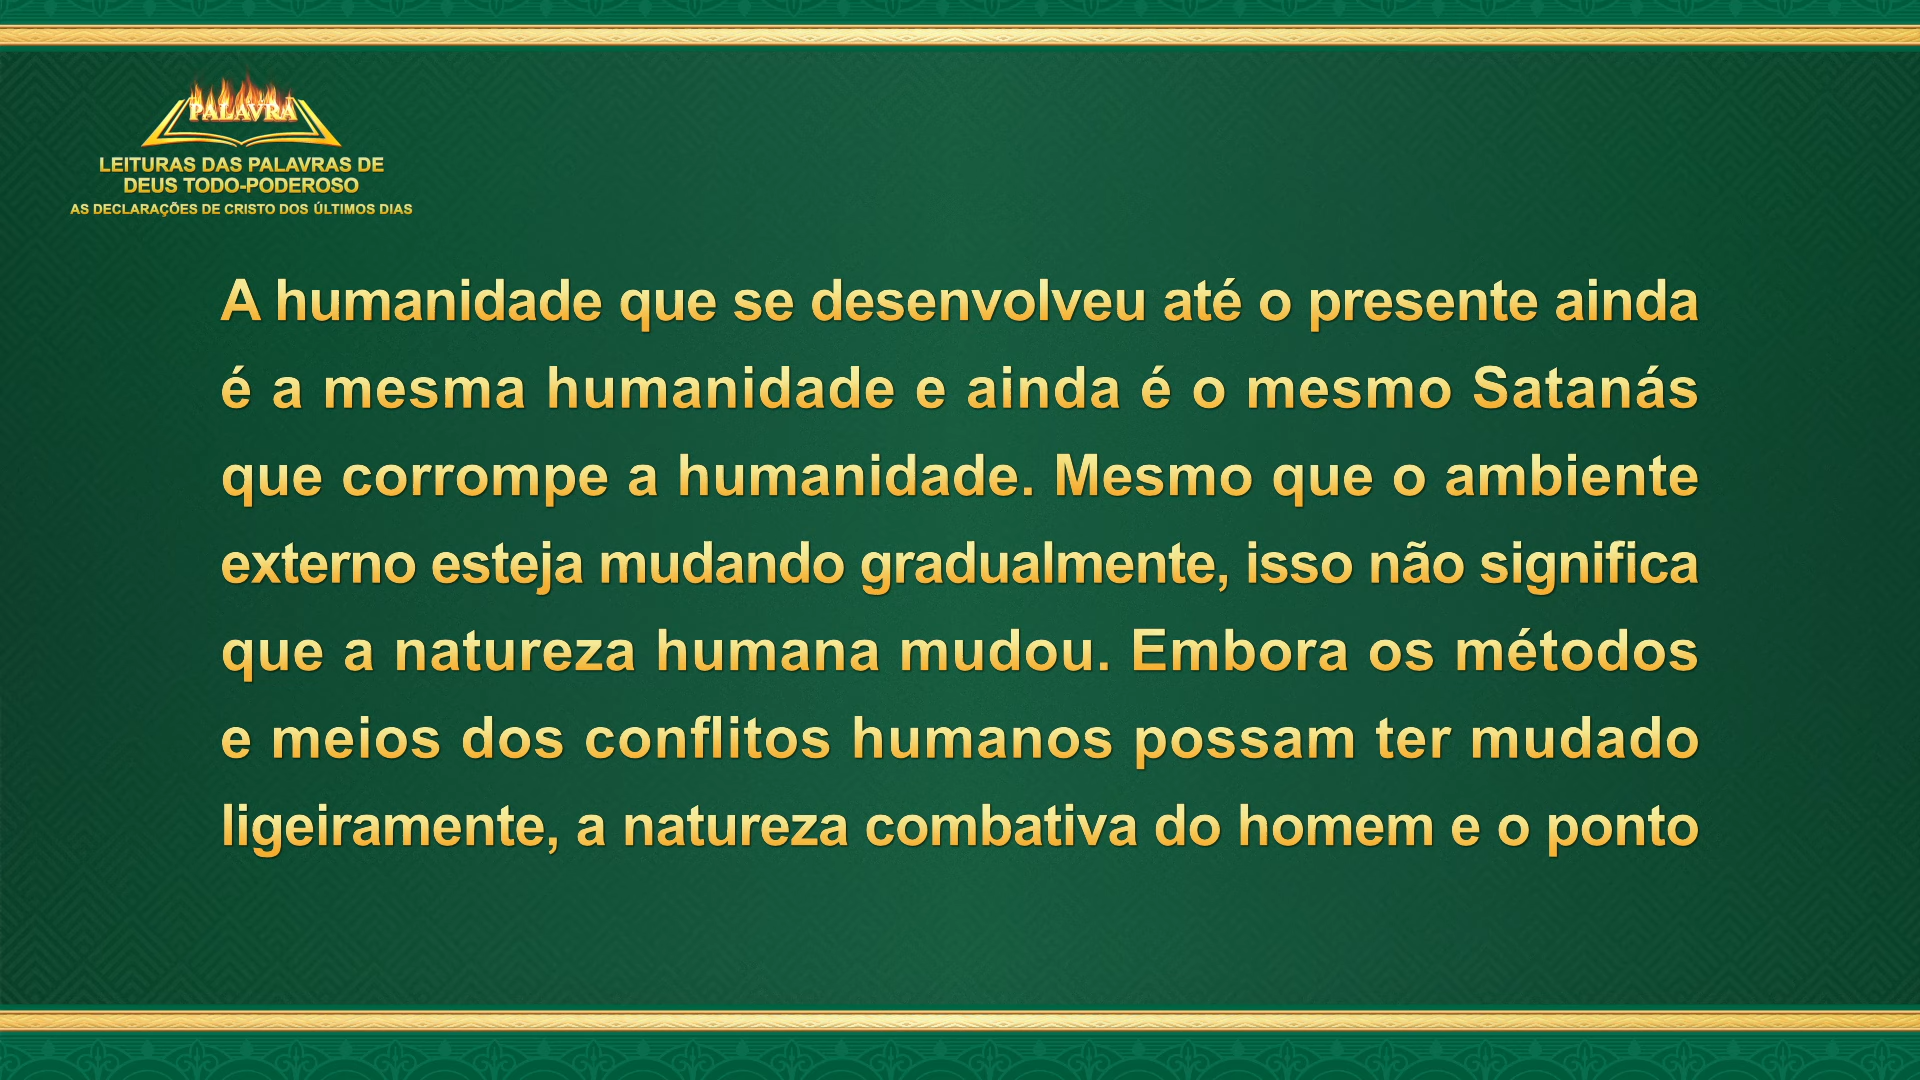 PALAVRA
LEITURAS DAS PALAVRAS DE
DEUS TODO-PODEROSO
AS DECLARAÇÕES DE CRISTO DOS ÚLTIMOS DIAS
A humanidade que se desenvolveu até o presente ainda
é a mesma humanidade e ainda é o mesmo Satanás
que corrompe a humanidade. Mesmo que o ambiente
externo esteja mudando gradualmente, isso não significa
que a natureza humana mudou. Embora os métodos
e meios dos conflitos humanos possam ter mudado
ligeiramente, a natureza combativa do homem e o ponto